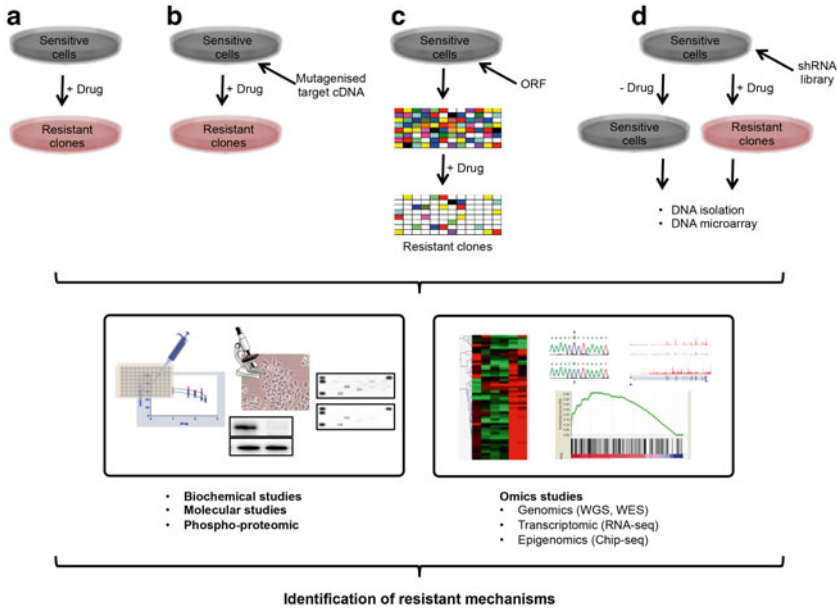 a
b
c
d
Sensitive
cells
+ Drug
Resistant
clones
Sensitive
cells
Mutagenised
target cDNA
+ Drug
Resistant
clones
Sensitive
cells
ORF
+ Drug
Resistant clones
Sensitive
cells
shRNA
library
- Drug
+ Drug
Sensitive
cells
Resistant
clones
• DNA isolation
• DNA microarray
• Biochemical studies
• Molecular studies
• Phospho-proteomic
Omics studies
• Genomics (WGS, WES)
• Transcriptomic (RNA-seq)
• Epigenomics (Chip-seq)
Identification of resistant mechanisms